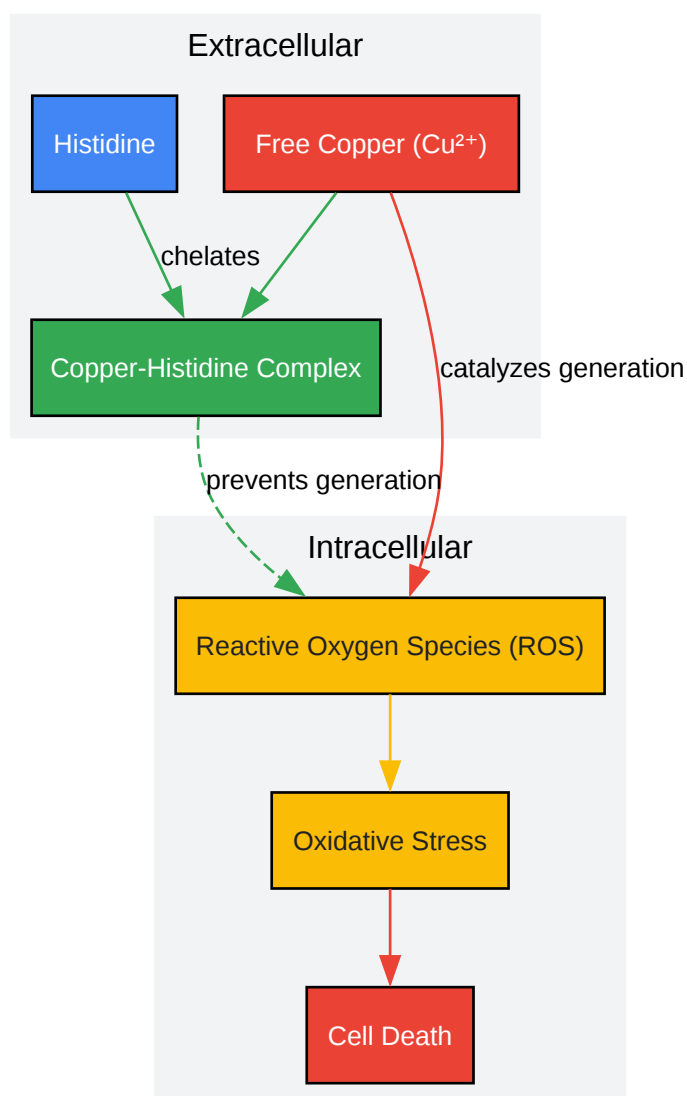 Extracellular
Histidine
Free Copper (Cu²⁺)
chelates
Copper-Histidine Complex
catalyzes generation
prevents generation
Intracellular
Reactive Oxygen Species (ROS)
Oxidative Stress
Cell Death